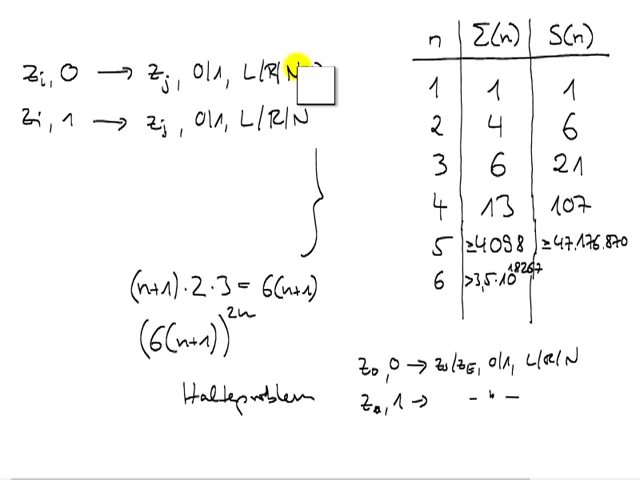 zi, 0 → zj, 0/1, L/R/N
zi, 1 → zj, 0/1, L/R/N
(n+1) · 2 · 3 = 6(n+1)
(6(n+1))^2n
Halteproblem
n Σ(n) S(n)
1 1 1
2 4 6
3 6 21
4 13 107
5 ≥4098 ≥47.176.870
6 >3,5·10^18267
z0, 0 → z0/zE, 0/1, L/R/N
z0, 1 → - " -